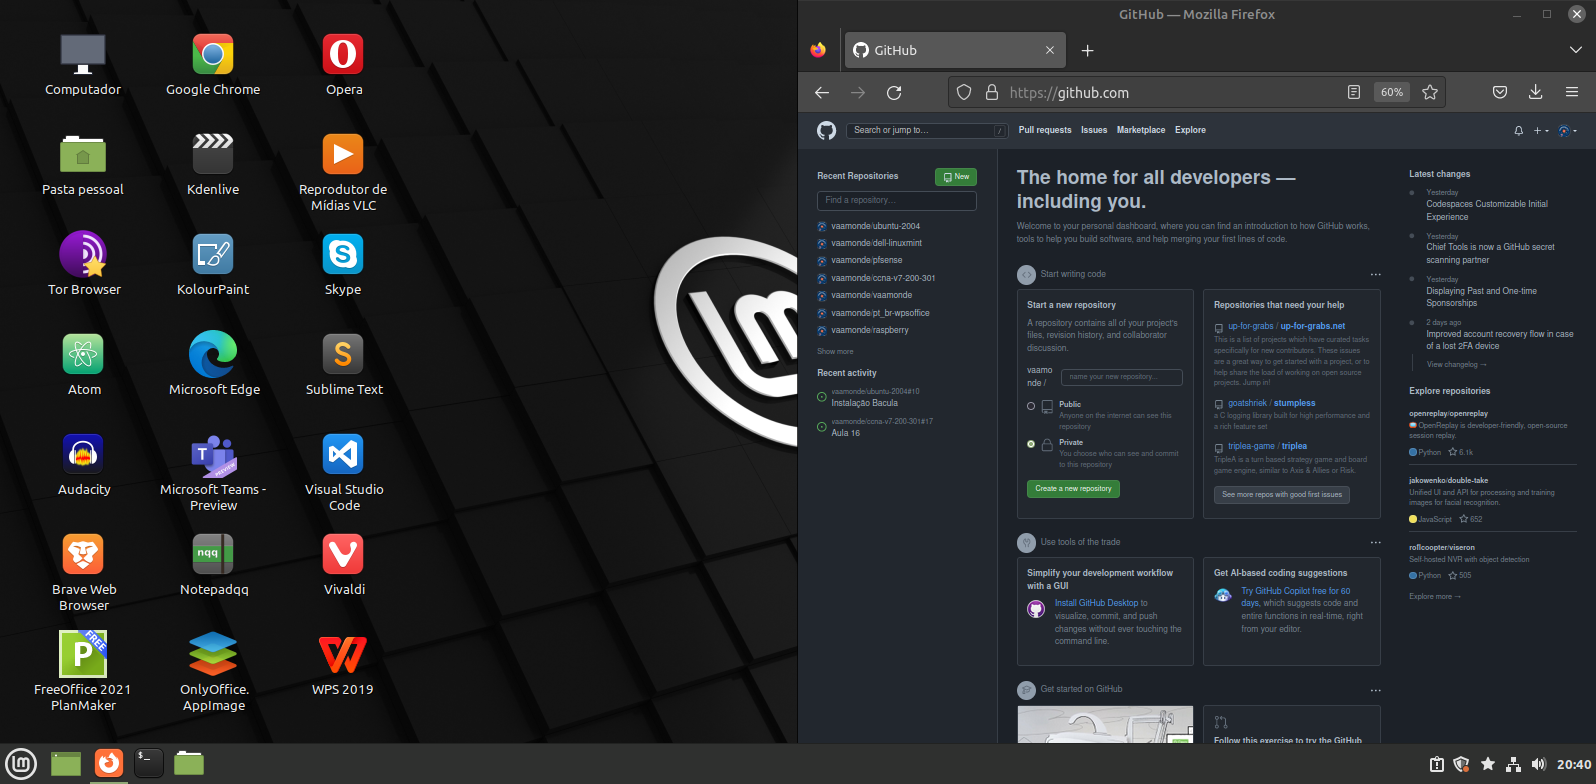 Computador
Google Chrome
Opera
Pasta pessoal
Kdenlive
Reprodutor de
Mídias VLC
Tor Browser
KolourPaint
Skype
Atom
Microsoft Edge
S
Sublime Text
Audacity
T
PREVIEW
Microsoft Teams -
Preview
Visual Studio
Code
Brave Web
Browser
nqq
Notepadqq
Vivaldi
P
FREE
FreeOffice 2021
PlanMaker
OnlyOffice.
AppImage
WPS 2019
GitHub — Mozilla Firefox
GitHub
https://github.com
60%
Search or jump to...
/
Pull requests
Issues
Marketplace
Explore
Recent Repositories
New
Find a repository...
vaamonde/ubuntu-2004
vaamonde/dell-linuxmint
vaamonde/pfsense
vaamonde/ccna-v7-200-301
vaamonde/vaamonde
vaamonde/pt_br-wpsoffice
vaamonde/raspberry
Show more
Recent activity
vaamonde/ubuntu-2004#10
Instalação Bacula
vaamonde/ccna-v7-200-301#17
Aula 16
The home for all developers —
including you.
Welcome to your personal dashboard, where you can find an introduction to how GitHub works,
tools to help you build software, and help merging your first lines of code.
Start writing code
Start a new repository
A repository contains all of your project's
files, revision history, and collaborator
discussion.
vaamo
nde /
name your new repository...
Public
Anyone on the internet can see this
repository
Private
You choose who can see and commit
to this repository
Create a new repository
Repositories that need your help
up-for-grabs / up-for-grabs.net
This is a list of projects which have curated tasks
specifically for new contributors. These issues
are a great way to get started with a project, or to
help share the load of working on open source
projects. Jump in!
goatshriek / stumpless
a C logging library built for high performance and
a rich feature set
triplea-game / triplea
TripleA is a turn based strategy game and board
game engine, similar to Axis & Allies or Risk.
See more repos with good first issues
Use tools of the trade
Simplify your development workflow
with a GUI
Install GitHub Desktop to
visualize, commit, and push
changes without ever touching the
command line.
Get AI-based coding suggestions
Try GitHub Copilot free for 60
days, which suggests code and
entire functions in real-time, right
from your editor.
Get started on GitHub
Follow this exercise to try the GitHub
Latest changes
Yesterday
Codespaces Customizable Initial
Experience
Yesterday
Chief Tools is now a GitHub secret
scanning partner
Yesterday
Displaying Past and One-time
Sponsorships
2 days ago
Improved account recovery flow in case
of a lost 2FA device
View changelog →
Explore repositories
openreplay/openreplay
OpenReplay is developer-friendly, open-source
session replay.
Python
6.1k
jakowenko/double-take
Unified UI and API for processing and training
images for facial recognition.
JavaScript
652
roflcoopter/viseron
Self-hosted NVR with object detection
Python
505
Explore more →
$_
20:40